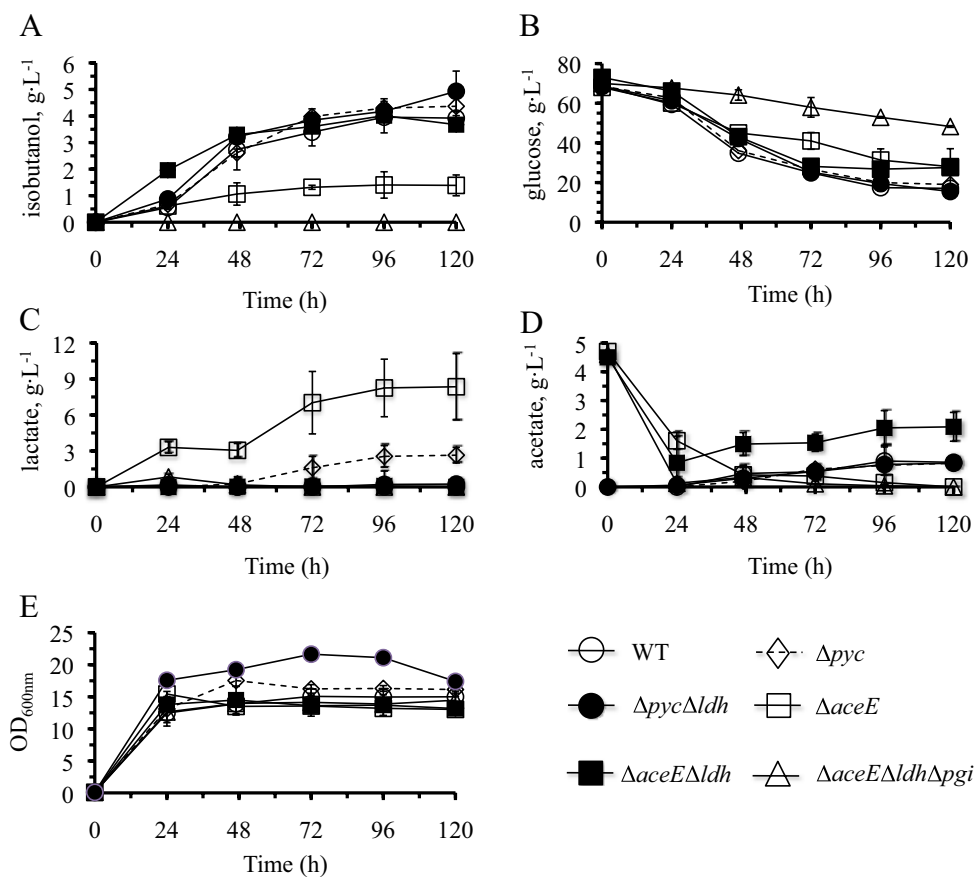 A
isobutanol, g·L⁻¹
6
5
4
3
2
1
0
0 24 48 72 96 120
Time (h)
B
glucose, g·L⁻¹
80
60
40
20
0
0 24 48 72 96 120
Time (h)
C
lactate, g·L⁻¹
12
9
6
3
0
0 24 48 72 96 120
Time (h)
D
acetate, g·L⁻¹
5
4
3
2
1
0
0 24 48 72 96 120
Time (h)
E
OD600nm
25
20
15
10
5
0
0 24 48 72 96 120
Time (h)
WT
Δpyc
ΔpycΔldh
ΔaceE
ΔaceEΔldh
ΔaceEΔldhΔpgi